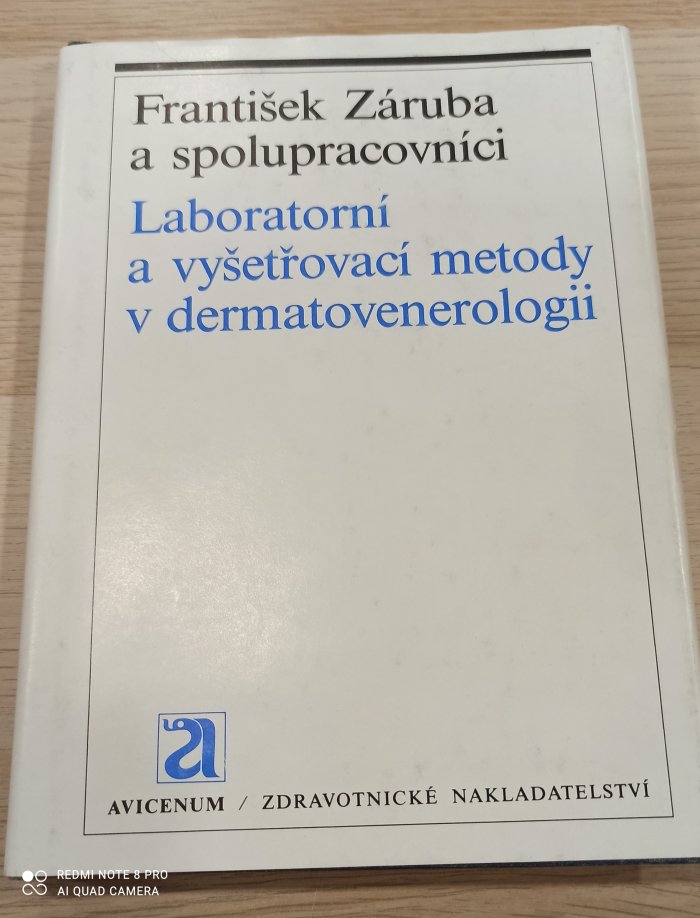 František Záruba
a spolupracovníci
Laboratorní
a vyšetřovací metody
v dermatovenerologii
AVICENUM / ZDRAVOTNICKÉ NAKLADATELSTVÍ
REDMI NOTE 8 PRO
AI QUAD CAMERA